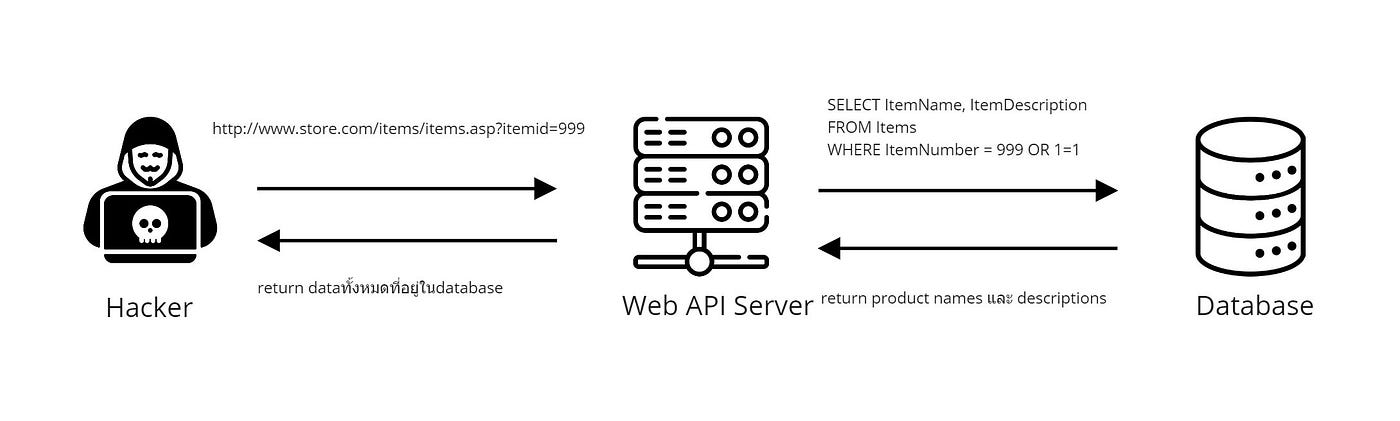 http://www.store.com/items/items.asp?itemid=999
SELECT ItemName, ItemDescription
FROM Items
WHERE ItemNumber = 999 OR 1=1
return dataทั้งหมดที่อยู่ในdatabase
return product names และ descriptions
Hacker
Web API Server
Database